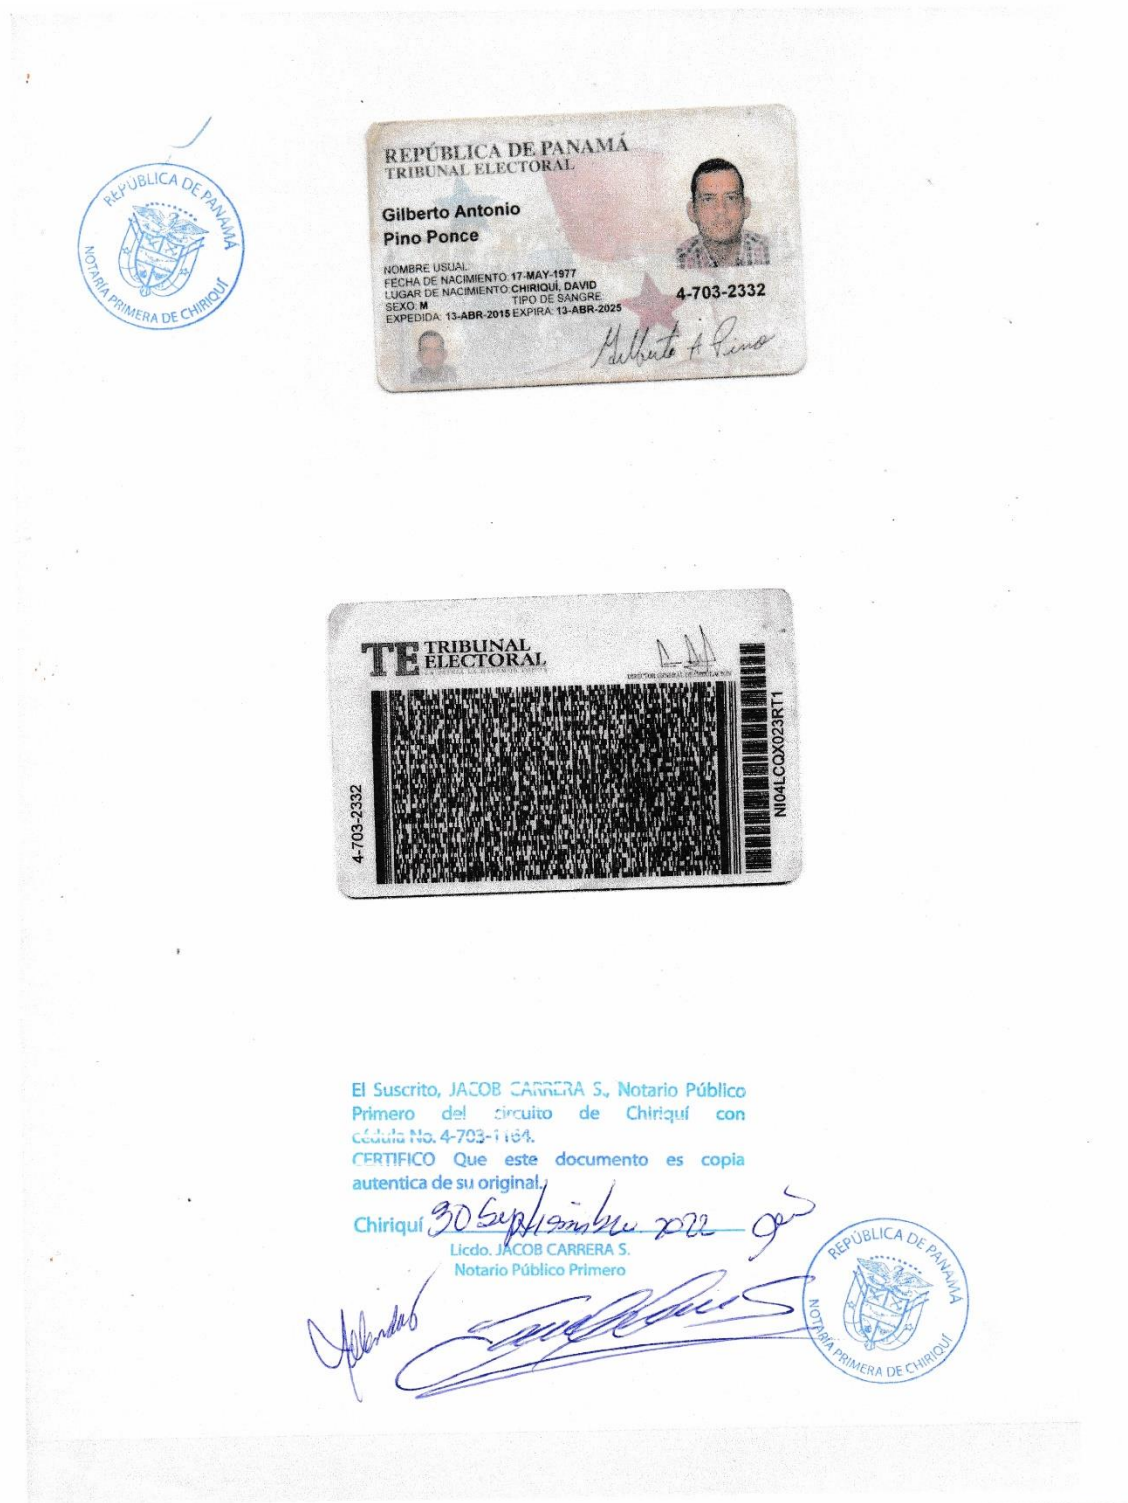 REPÚBLICA DE PANAMÁ
NOTARÍA PRIMERA DE CHIRIQUÍ
REPÚBLICA DE PANAMÁ
TRIBUNAL ELECTORAL
Gilberto Antonio
Pino Ponce
NOMBRE USUAL:
FECHA DE NACIMIENTO: 17-MAY-1977
LUGAR DE NACIMIENTO: CHIRIQUÍ, DAVID
SEXO: M TIPO DE SANGRE:
EXPEDIDA: 13-ABR-2015 EXPIRA: 13-ABR-2025
4-703-2332
Gilberto A Pino
TE TRIBUNAL
ELECTORAL
DIRECTOR GENERAL DE CEDULACIÓN
4-703-2332
NI04LCQX023RT1
El Suscrito, JACOB CARRERA S., Notario Público
Primero del circuito de Chiriquí con
cédula No. 4-703-1164.
CERTIFICO Que este documento es copia
autentica de su original.
Chiriquí 30 Septiembre 2022
Licdo. JACOB CARRERA S.
Notario Público Primero
REPÚBLICA DE PANAMÁ
NOTARÍA PRIMERA DE CHIRIQUÍ